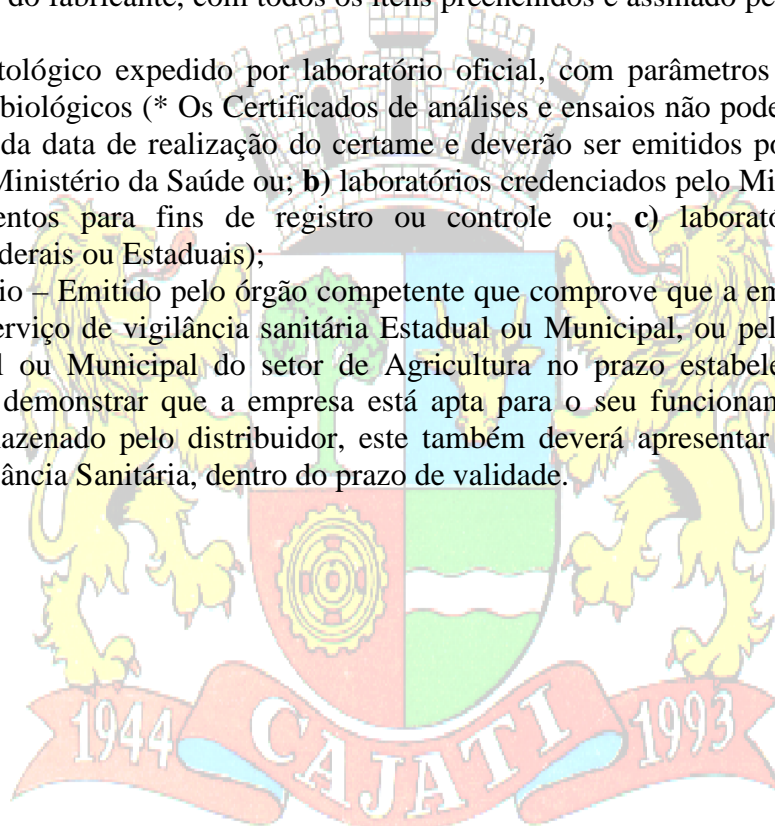 do fabricante, com todos os itens preenchidos e assinado pe
tológico expedido por laboratório oficial, com parâmetros
biológicos (* Os Certificados de análises e ensaios não pode
da data de realização do certame e deverão ser emitidos po
Ministério da Saúde ou; b) laboratórios credenciados pelo Mi
entos para fins de registro ou controle ou; c) laborató
derais ou Estaduais);
io – Emitido pelo órgão competente que comprove que a em
erviço de vigilância sanitária Estadual ou Municipal, ou pel
l ou Municipal do setor de Agricultura no prazo estabele
demonstrar que a empresa está apta para o seu funcionam
azenado pelo distribuidor, este também deverá apresentar
ância Sanitária, dentro do prazo de validade.
1944 CAJATI 1993